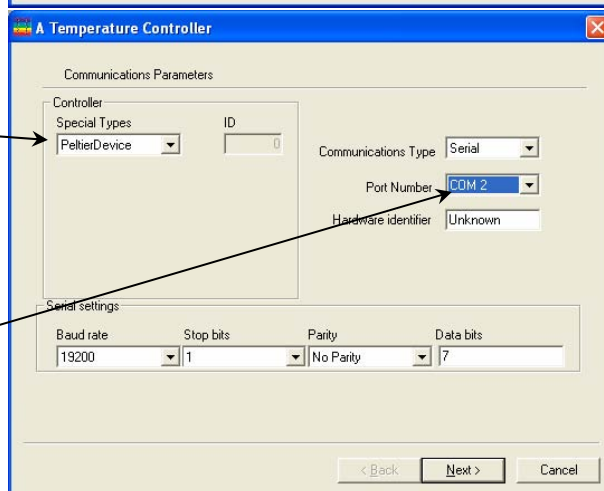 A Temperature Controller
Communications Parameters
Controller
Special Types ID
PeltierDevice 0
Communications Type Serial
Port Number COM 2
Hardware identifier Unknown
Serial settings
Baud rate Stop bits Parity Data bits
19200 1 No Parity 7
< Back Next > Cancel